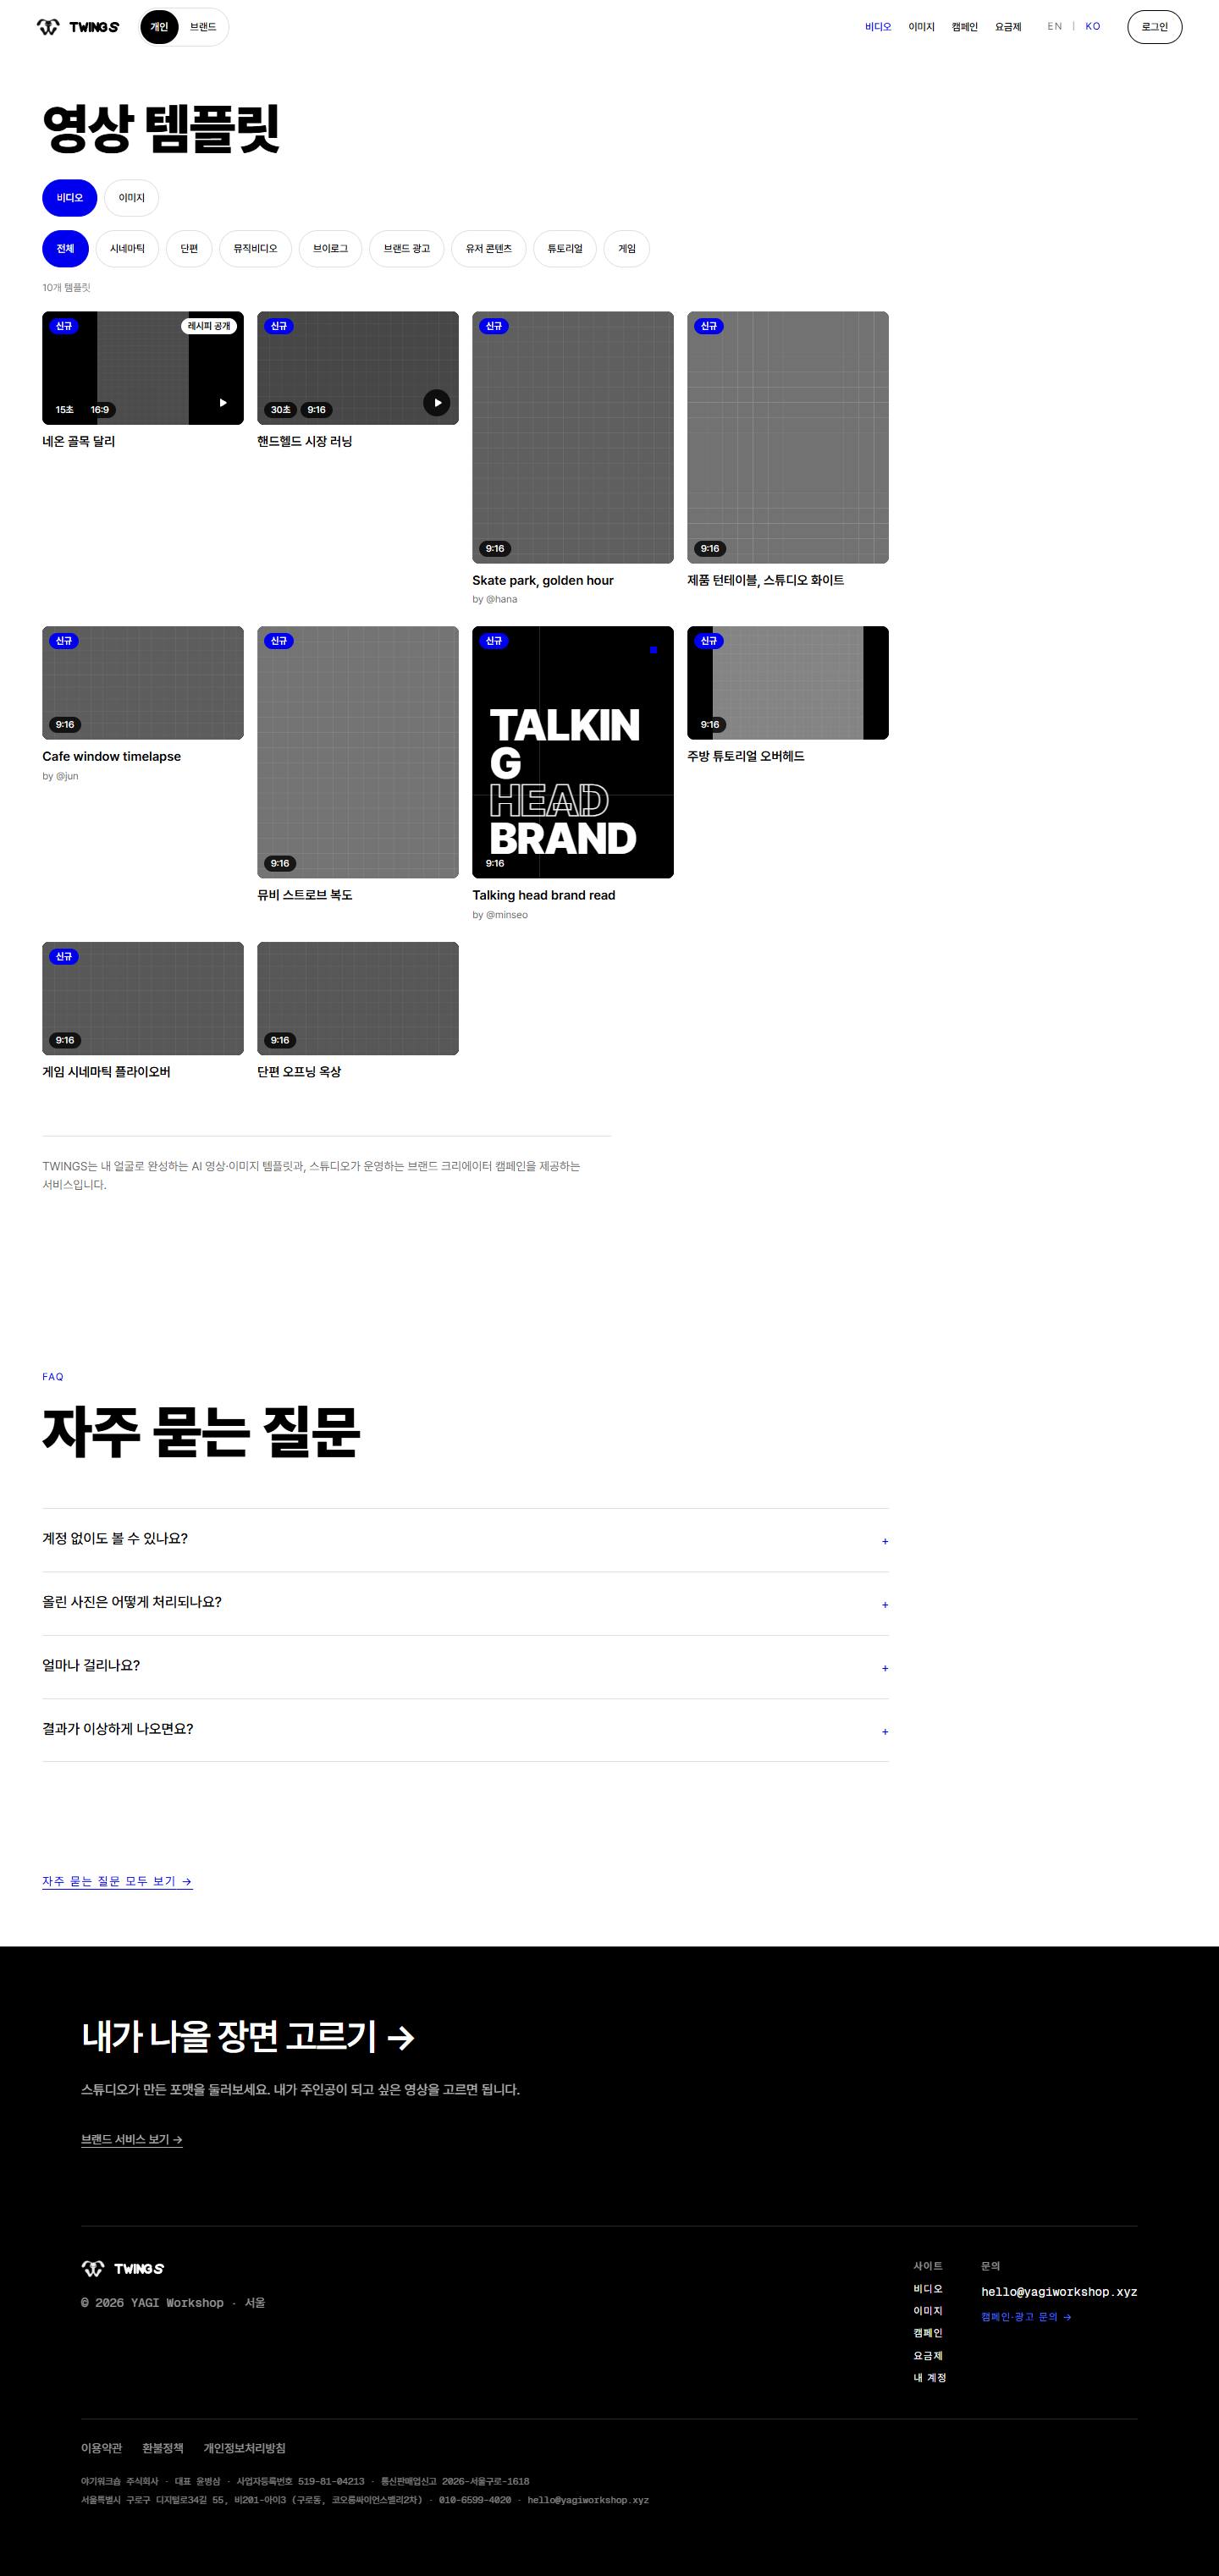 TWINGS
개인
브랜드
비디오
이미지
캠페인
요금제
EN | KO
로그인
영상 템플릿
비디오
이미지
전체
시네마틱
단편
뮤직비디오
브이로그
브랜드 광고
유저 콘텐츠
튜토리얼
게임
10개 템플릿
신규
레시피 공개
15초
16:9
네온 골목 달리
신규
30초
9:16
핸드헬드 시장 러닝
신규
9:16
Skate park, golden hour
by @hana
신규
9:16
제품 턴테이블, 스튜디오 화이트
신규
9:16
Cafe window timelapse
by @jun
신규
9:16
뮤비 스트로브 복도
신규
TALKIN
G
HEAD
BRAND
9:16
Talking head brand read
by @minseo
신규
9:16
주방 튜토리얼 오버헤드
신규
9:16
게임 시네마틱 플라이오버
9:16
단편 오프닝 옥상
TWINGS는 내 얼굴로 완성하는 AI 영상·이미지 템플릿과, 스튜디오가 운영하는 브랜드 크리에이터 캠페인을 제공하는
서비스입니다.
FAQ
자주 묻는 질문
계정 없이도 볼 수 있나요?
+
올린 사진은 어떻게 처리되나요?
+
얼마나 걸리나요?
+
결과가 이상하게 나오면요?
+
자주 묻는 질문 모두 보기 →
내가 나올 장면 고르기 →
스튜디오가 만든 포맷을 둘러보세요. 내가 주인공이 되고 싶은 영상을 고르면 됩니다.
브랜드 서비스 보기 →
TWINGS
© 2026 YAGI Workshop · 서울
사이트
비디오
이미지
캠페인
요금제
내 계정
문의
hello@yagiworkshop.xyz
캠페인·광고 문의 →
이용약관
환불정책
개인정보처리방침
야기워크숍 주식회사 · 대표 윤병삼 · 사업자등록번호 519-81-04213 · 통신판매업신고 2026-서울구로-1618
서울특별시 구로구 디지털로34길 55, 비201-아이3 (구로동, 코오롱싸이언스밸리2차) · 010-6599-4020 · hello@yagiworkshop.xyz